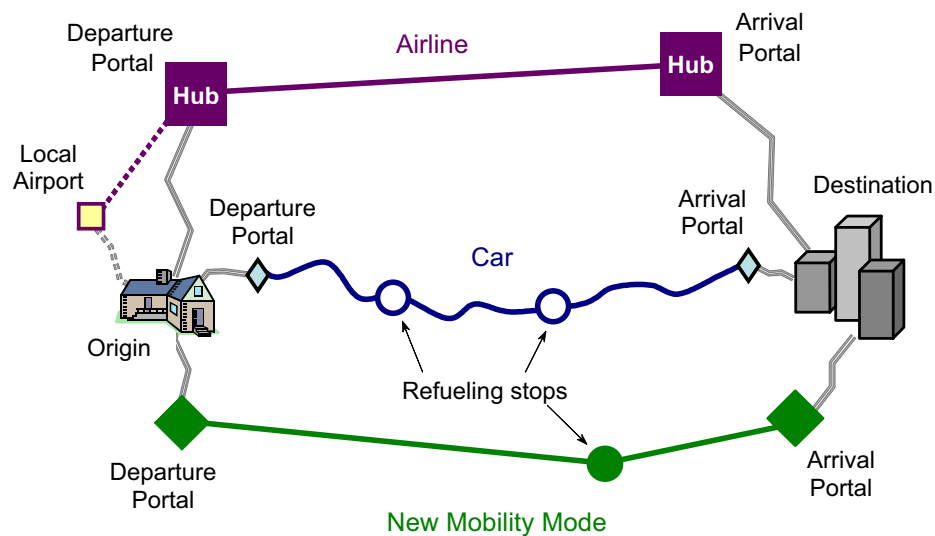 Departure
Portal
Airline
Arrival
Portal
Hub
Hub
Local
Airport
Departure
Portal
Arrival
Portal
Destination
Car
Origin
Refueling stops
Departure
Portal
Arrival
Portal
New Mobility Mode